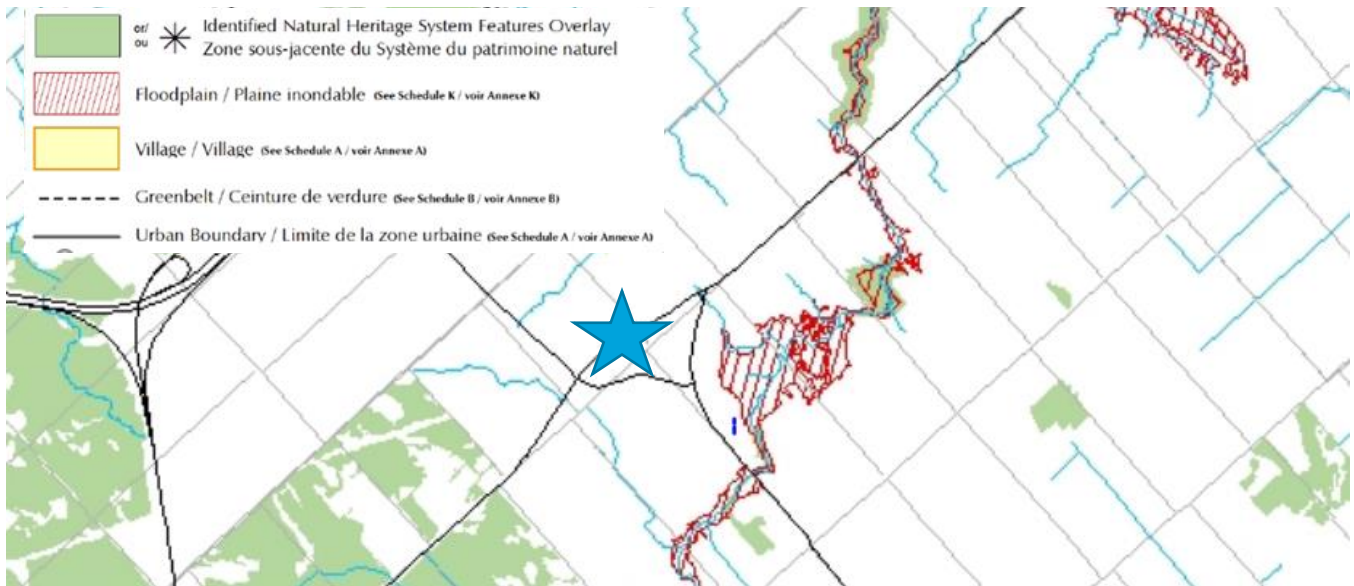 or/
ou
Identified Natural Heritage System Features Overlay
Zone sous-jacente du Système du patrimoine naturel
Floodplain / Plaine inondable (See Schedule K / voir Annexe K)
Village / Village (See Schedule A / voir Annexe A)
Greenbelt / Ceinture de verdure (See Schedule B / voir Annexe B)
Urban Boundary / Limite de la zone urbaine (See Schedule A / voir Annexe A)